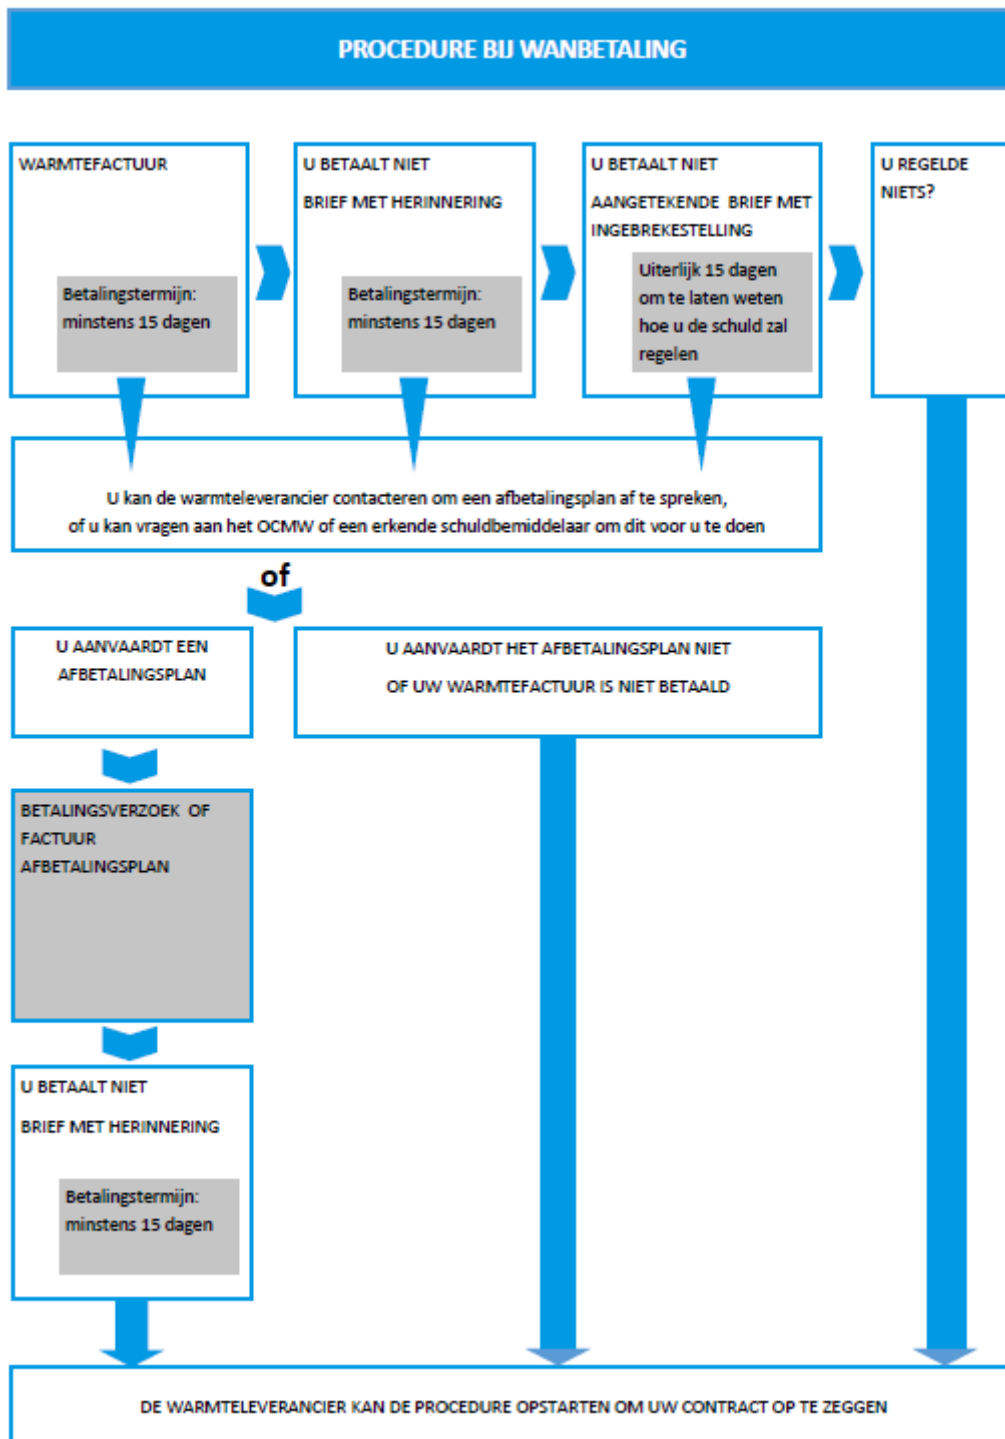 PROCEDURE BIJ WANBETALING
WARMTEFACTUUR
Betalingstermijn:
minstens 15 dagen
U BETAALT NIET
BRIEF MET HERINNERING
Betalingstermijn:
minstens 15 dagen
U BETAALT NIET
AANGETEKENDE BRIEF MET
INGEBREKESTELLING
Uiterlijk 15 dagen
om te laten weten
hoe u de schuld zal
regelen
U REGELDE
NIETS?
U kan de warmteleverancier contacteren om een afbetalingsplan af te spreken,
of u kan vragen aan het OCMW of een erkende schuldbemiddelaar om dit voor u te doen
of
U AANVAARDT EEN
AFBETALINGSPLAN
U AANVAARDT HET AFBETALINGSPLAN NIET
OF UW WARMTEFACTUUR IS NIET BETAALD
BETALINGSVERZOEK OF
FACTUUR
AFBETALINGSPLAN
U BETAALT NIET
BRIEF MET HERINNERING
Betalingstermijn:
minstens 15 dagen
DE WARMTELEVERANCIER KAN DE PROCEDURE OPSTARTEN OM UW CONTRACT OP TE ZEGGEN